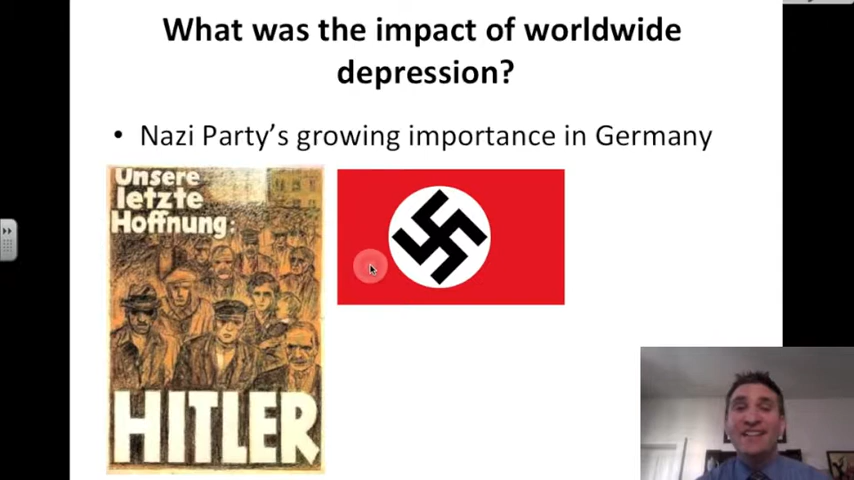 What was the impact of worldwide
depression?
• Nazi Party's growing importance in Germany
Unsere
letzte
Hoffnung:
HITLER